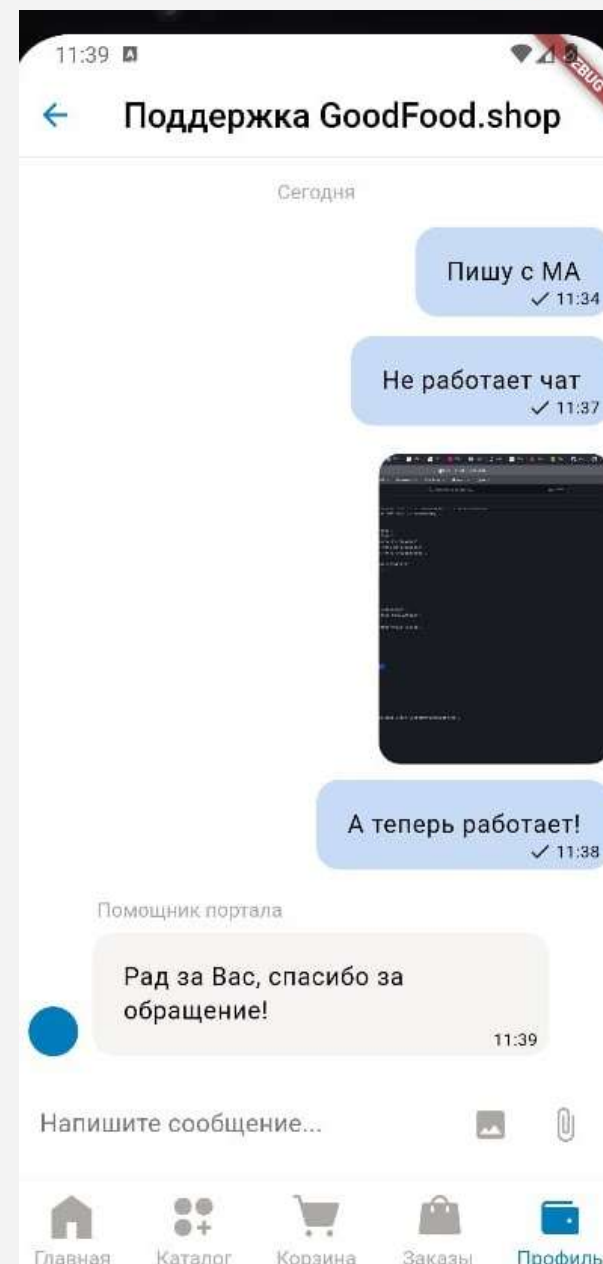 11:39
DEBUG
Поддержка GoodFood.shop
Сегодня
Пишу с МА
11:34
Не работает чат
11:37
А теперь работает!
11:38
Помощник портала
Рад за Вас, спасибо за
обращение!
11:39
Напишите сообщение...
Главная
Каталог
Корзина
Заказы
Профиль